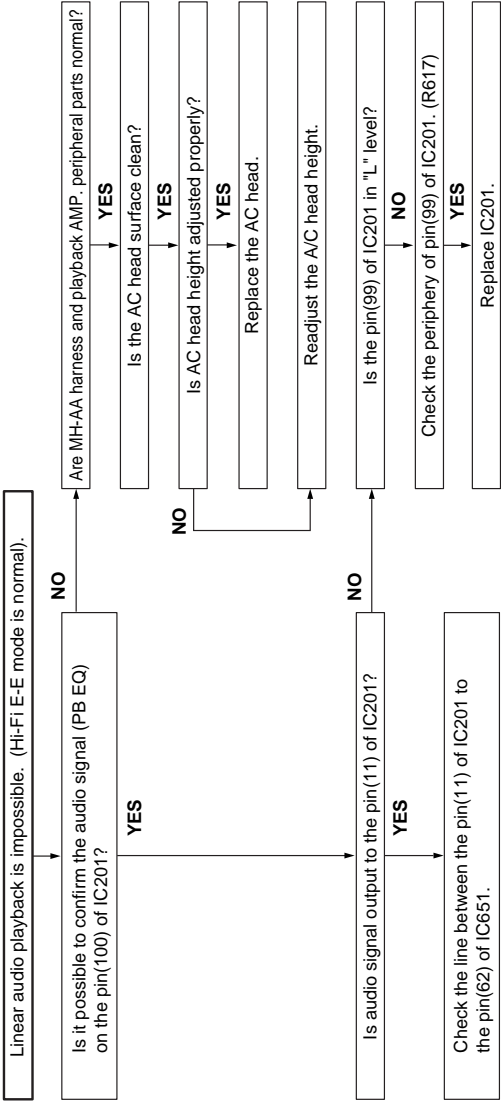 Linear audio playback is impossible. (Hi-Fi E-E mode is normal).
Is it possible to confirm the audio signal (PB EQ)
on the pin(100) of IC201?
NO
Are MH-AA harness and playback AMP. peripheral parts normal?
YES
Is the AC head surface clean?
YES
Is AC head height adjusted properly?
YES
Replace the AC head.
NO
Readjust the A/C head height.
YES
Is audio signal output to the pin(11) of IC201?
NO
Is the pin(99) of IC201 in "L" level?
NO
Check the periphery of pin(99) of IC201. (R617)
YES
Replace IC201.
YES
Check the line between the pin(11) of IC201 to
the pin(62) of IC651.